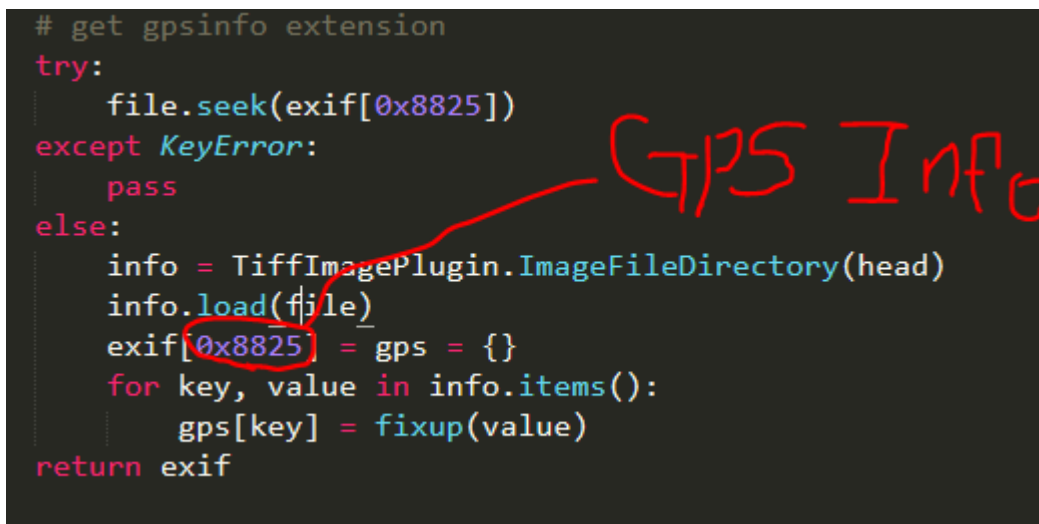 # get gpsinfo extension
try:
    file.seek(exif[0x8825])
except KeyError:
    pass
GPS Info
else:
    info = TiffImagePlugin.ImageFileDirectory(head)
    info.load(file)
    exif[0x8825] = gps = {}
    for key, value in info.items():
        gps[key] = fixup(value)
return exif